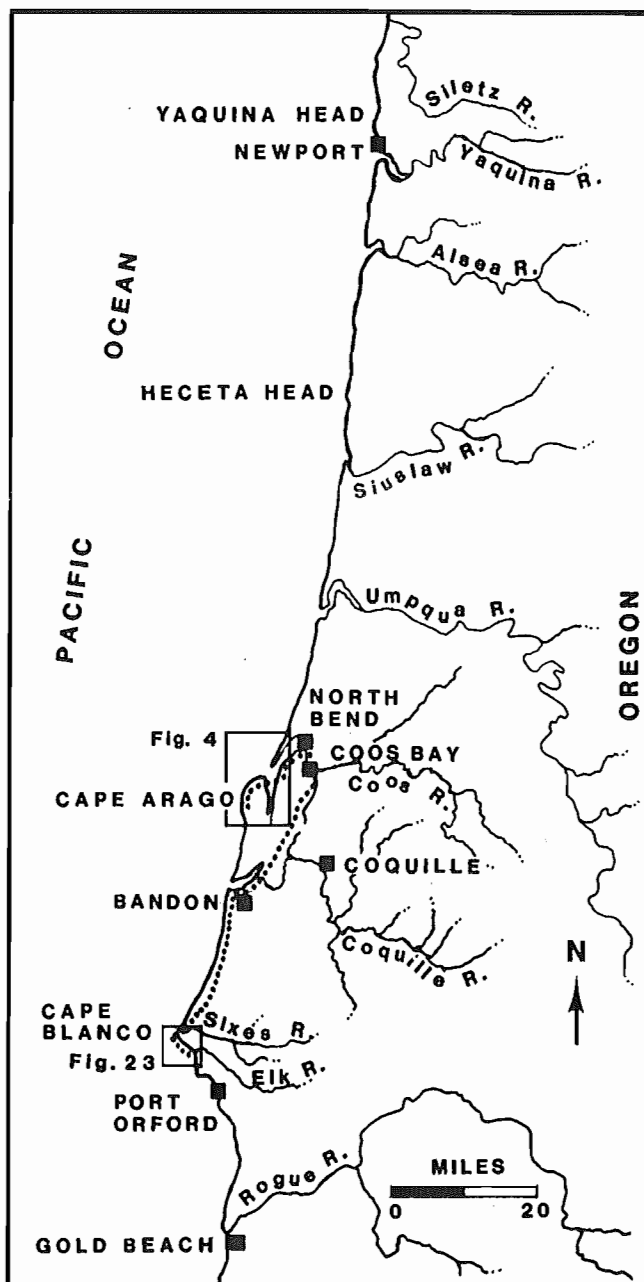 Siletz R.
YAQUINA HEAD
NEWPORT
Yaquina R.
Alsea R.
OCEAN
HECETA HEAD
Siuslaw R.
PACIFIC
Umpqua R.
OREGON
NORTH
BEND
Fig. 4
COOS BAY
Coos R.
CAPE ARAGO
COQUILLE
BANDON
Coquille R.
N
CAPE
BLANCO
Sixes R.
Fig. 23
Elk R.
PORT
ORFORD
Rogue R.
MILES
0 20
GOLD BEACH